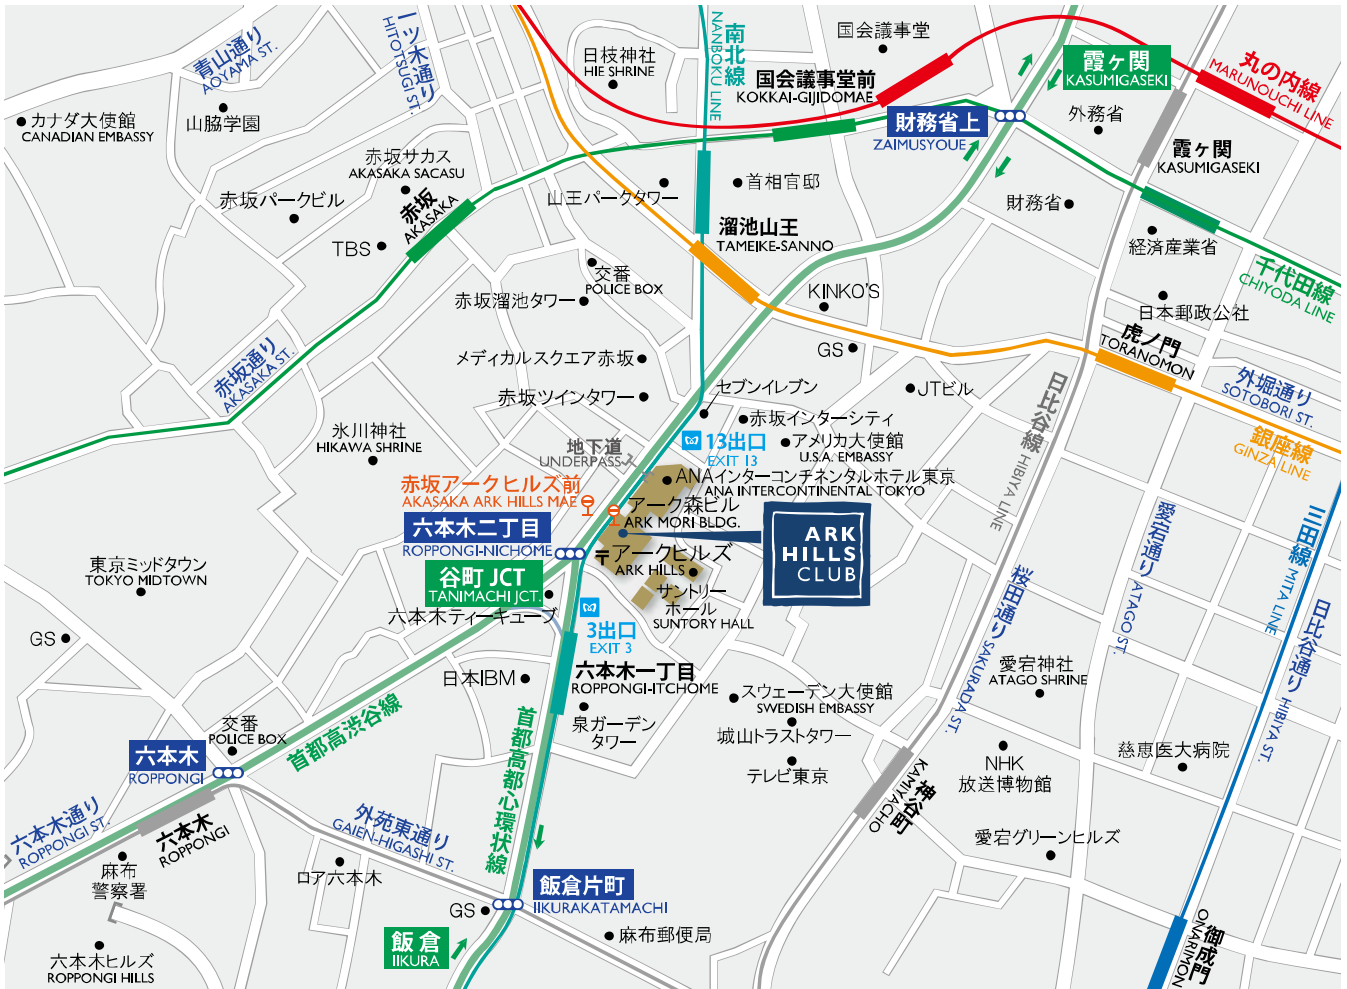 青山通り
AOYAMA ST.
一ツ木通り
HITOTSUGI ST.
日枝神社
HIE SHRINE
南北線
NANBOKU LINE
国会議事堂
国会議事堂前
KOKKAI-GIJIDOMAE
霞ヶ関
KASUMIGASEKI
丸の内線
MARUNOUCHI LINE
カナダ大使館
CANADIAN EMBASSY
山脇学園
財務省上
ZAIMUSYOUE
外務省
霞ヶ関
KASUMIGASEKI
赤坂サカス
AKASAKA SACASU
赤坂パークビル
赤坂
AKASAKA
TBS
山王パークタワー
首相官邸
溜池山王
TAMEIKE-SANNO
財務省
経済産業省
千代田線
CHIYODA LINE
交番
POLICE BOX
赤坂溜池タワー
KINKO'S
日本郵政公社
虎ノ門
TORANOMON
GS
メディカルスクエア赤坂
赤坂通り
AKASAKA ST.
赤坂ツインタワー
セブンイレブン
JTビル
外堀通り
SOTOBORI ST.
銀座線
GINZA LINE
日比谷線
HIBIYA LINE
赤坂インターシティ
氷川神社
HIKAWA SHRINE
地下道
UNDERPASS
13出口
EXIT 13
アメリカ大使館
U.S.A. EMBASSY
赤坂アークヒルズ前
AKASAKA ARK HILLS MAE
ANAインターコンチネンタルホテル東京
ANA INTERCONTINENTAL TOKYO
アーク森ビル
ARK MORI BLDG.
六本木二丁目
ROPPONGI-NICHOME
〒アークヒルズ
ARK HILLS
ARK
HILLS
CLUB
谷町 JCT
TANIMACHI JCT.
六本木ティーキューブ
サントリー
ホール
SUNTORY HALL
東京ミッドタウン
TOKYO MIDTOWN
3出口
EXIT 3
桜田通り
SAKURADA ST.
愛宕通り
ATAGO ST.
三田線
MITA LINE
日比谷通り
HIBIYA ST.
GS
六本木一丁目
ROPPONGI-ITCHOME
日本IBM
愛宕神社
ATAGO SHRINE
スウェーデン大使館
SWEDISH EMBASSY
泉ガーデン
タワー
城山トラストタワー
テレビ東京
首都高渋谷線
首都高都心環状線
交番
POLICE BOX
六本木
ROPPONGI
NHK
放送博物館
慈恵医大病院
神谷町
KAMIYACHO
六本木通り
ROPPONGI ST.
六本木
ROPPONGI
外苑東通り
GAIEN-HIGASHI ST.
愛宕グリーンヒルズ
麻布
警察署
ロア六本木
飯倉片町
IIKURAKATAMACHI
GS
飯倉
IIKURA
麻布郵便局
六本木ヒルズ
ROPPONGI HILLS
御成門
ONARIMON